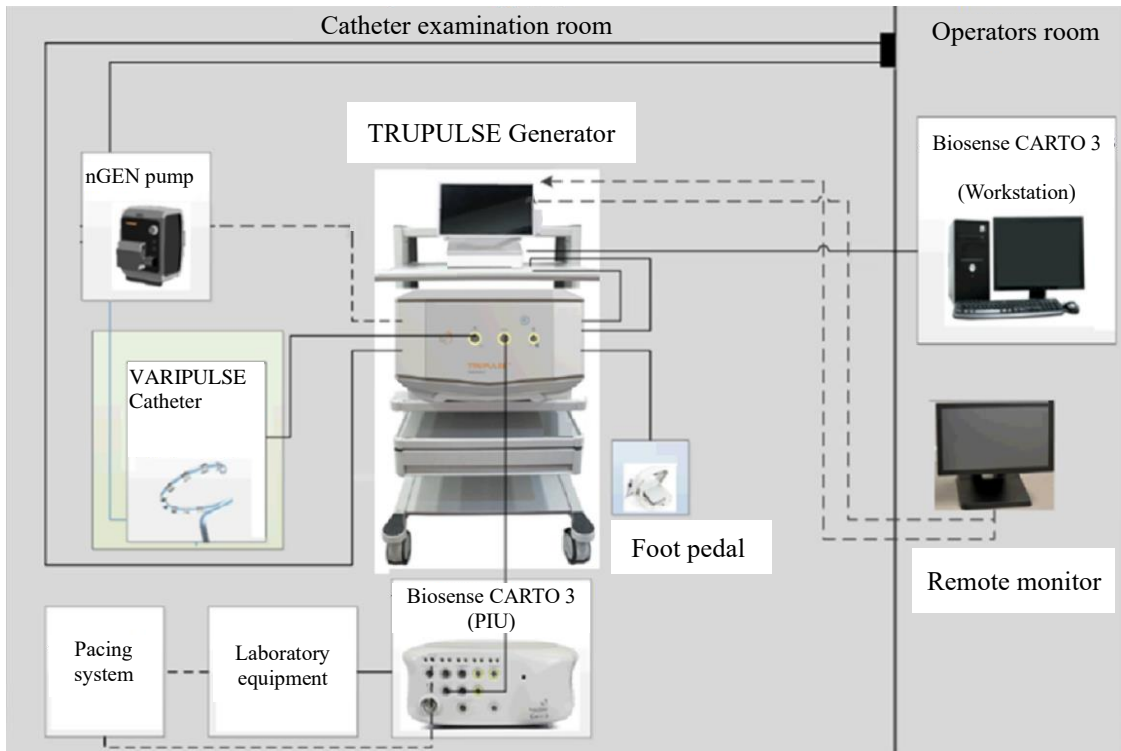 Catheter examination room
Operators room
TRUPULSE Generator
Biosense CARTO 3
(Workstation)
nGEN pump
VARIPULSE
Catheter
TRUPULSE
Foot pedal
Remote monitor
Biosense CARTO 3
(PIU)
Pacing
system
Laboratory
equipment